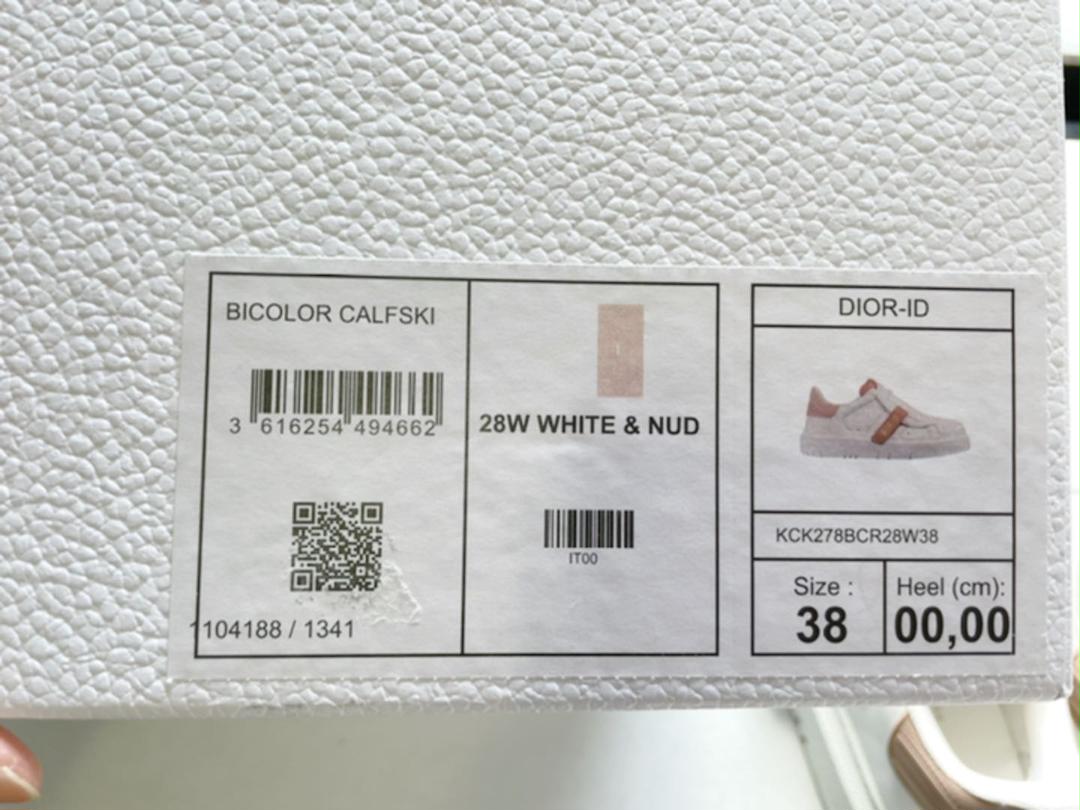 BICOLOR CALFSKI
3 616254 494662
1104188 / 1341
28W WHITE & NUD
IT00
DIOR-ID
KCK278BCR28W38
Size :
38
Heel (cm):
00,00